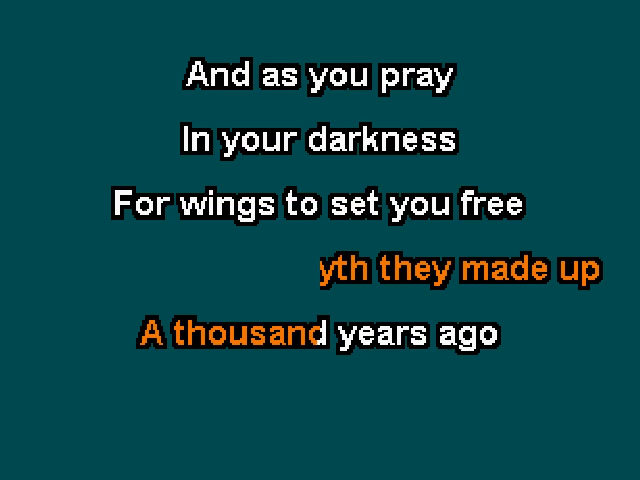 And as you pray
In your darkness
For wings to set you free
yth they made up
A thousand years ago